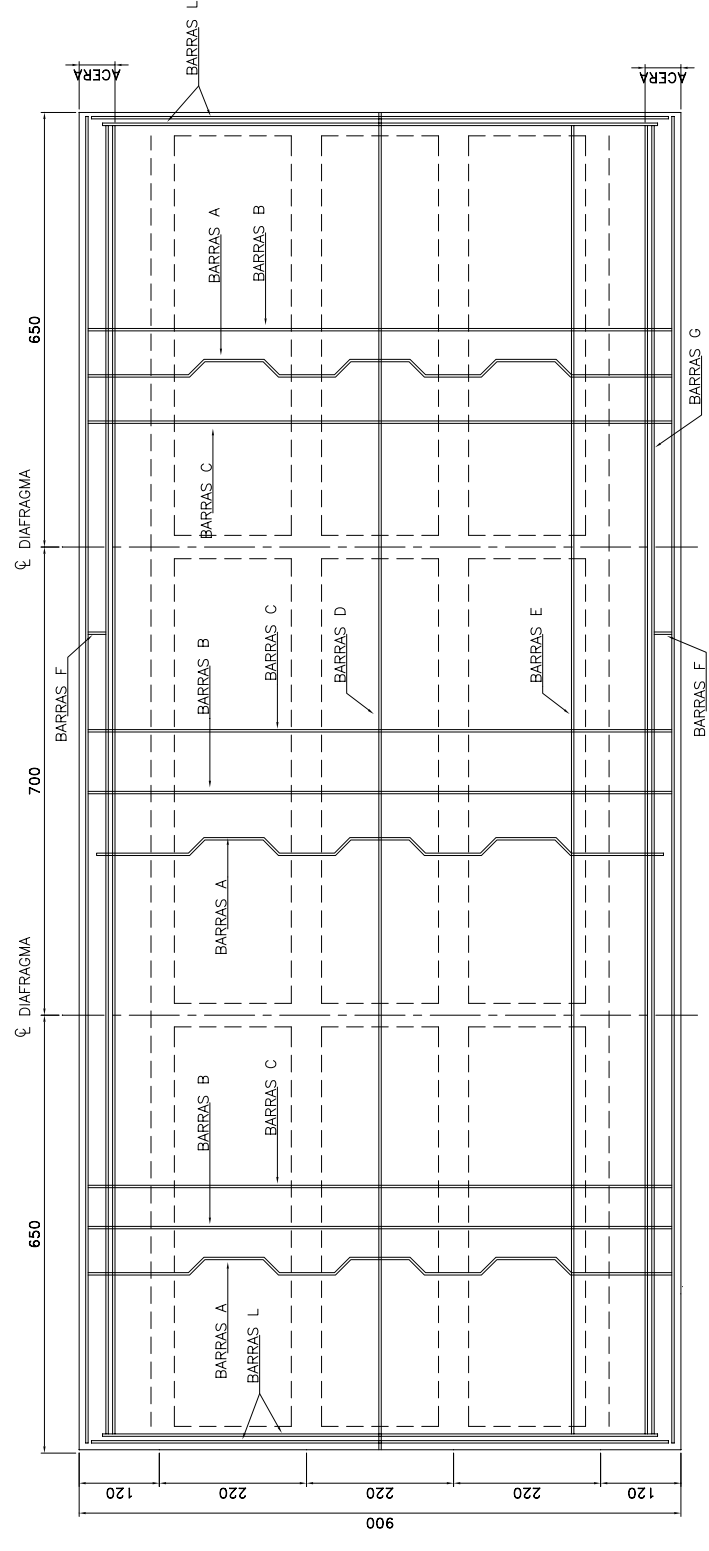 BARRAS L
ACERA
ACERA
BARRAS A
BARRAS B
650
BARRAS G
BARRAS C
℄ DIAFRAGMA
BARRAS F
BARRAS B
BARRAS C
BARRAS D
BARRAS E
BARRAS F
700
BARRAS A
℄ DIAFRAGMA
BARRAS B
BARRAS C
650
BARRAS A
BARRAS L
120
220
220
220
120
900